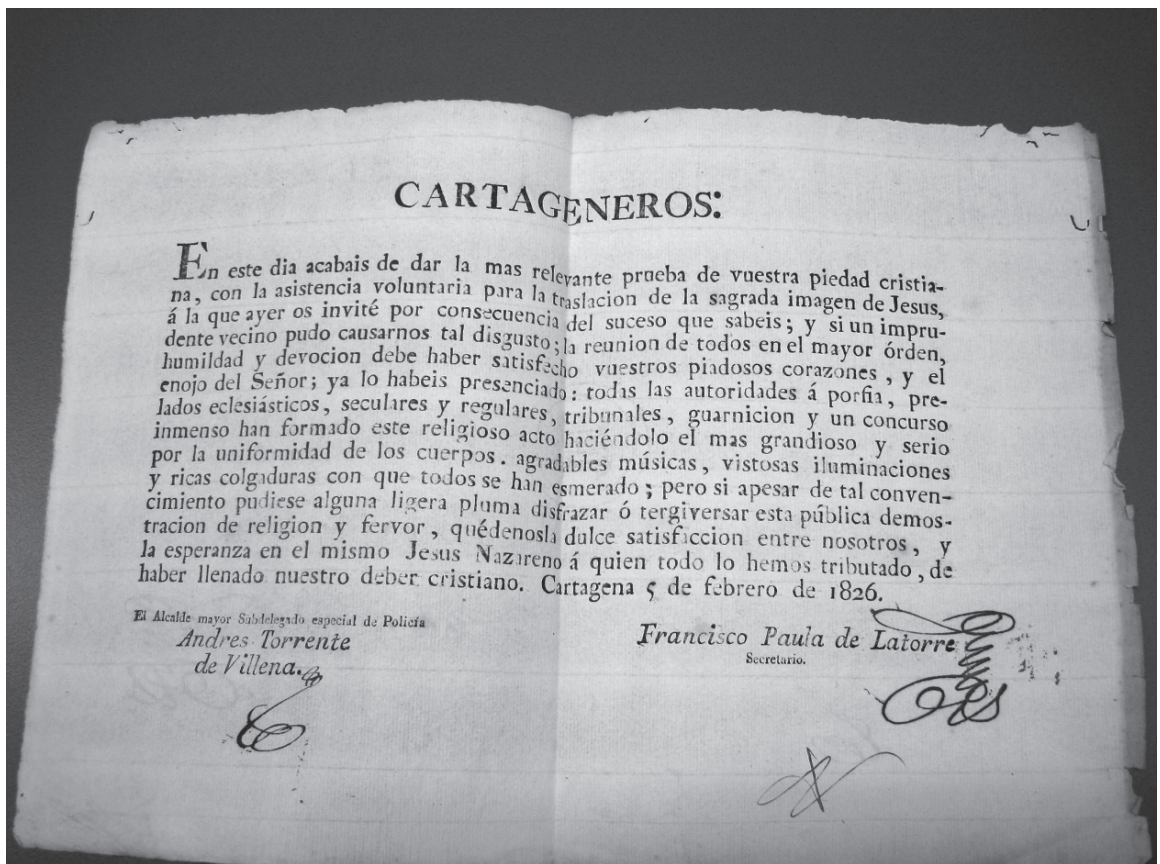 CARTAGENEROS:
En este dia acabais de dar la mas relevante prueba de vuestra piedad cristia-
na, con la asistencia voluntaria para la traslacion de la sagrada imagen de Jesus,
á la que ayer os invité por consecuencia del suceso que sabeis; y si un impru-
dente vecino pudo causarnos tal disgusto; la reunion de todos en el mayor órden,
humildad y devocion debe haber satisfecho vuestros piadosos corazones, y el
enojo del Señor; ya lo habeis presenciado: todas las autoridades á porfia, pre-
lados eclesiásticos, seculares y regulares, tribunales, guarnicion y un concurso
inmenso han formado este religioso acto haciéndolo el mas grandioso y serio
por la uniformidad de los cuerpos. agradables músicas, vistosas iluminaciones
y ricas colgaduras con que todos se han esmerado; pero si apesar de tal conven-
cimiento pudiese alguna ligera pluma disfrazar ó tergiversar esta pública demos-
tracion de religion y fervor, quédenosla dulce satisfaccion entre nosotros, y
la esperanza en el mismo Jesus Nazareno á quien todo lo hemos tributado, de
haber llenado nuestro deber cristiano. Cartagena 5 de febrero de 1826.
El Alcalde mayor Subdelegado especial de Policía
Andres Torrente
de Villena.
Francisco Paula de Latorre
Secretario.